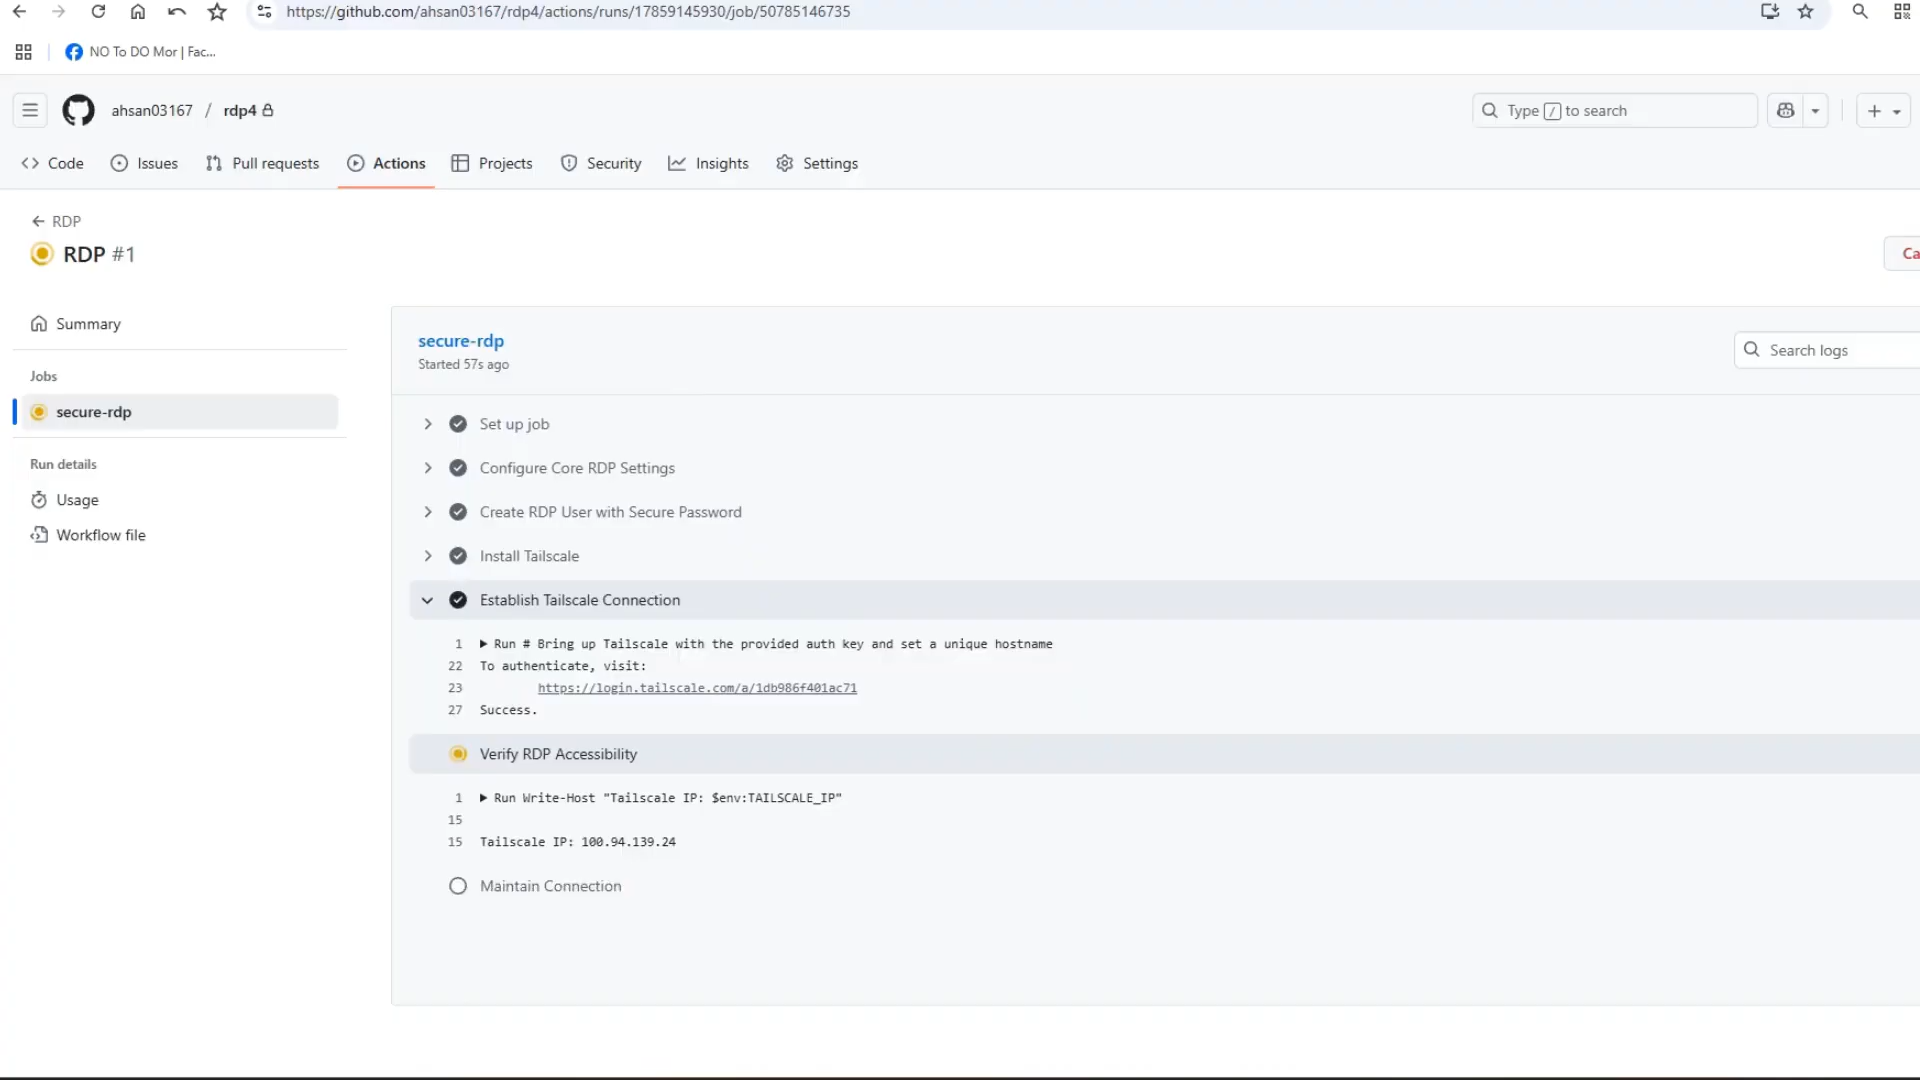 https://github.com/ahsan03167/rdp4/actions/runs/17859145930/job/50785146735
NO To DO Mor | Fac...
ahsan03167 / rdp4
Type / to search
Code
Issues
Pull requests
Actions
Projects
Security
Insights
Settings
RDP
RDP #1
Ca
Summary
Jobs
secure-rdp
Run details
Usage
Workflow file
secure-rdp
Started 57s ago
Search logs
Set up job
Configure Core RDP Settings
Create RDP User with Secure Password
Install Tailscale
Establish Tailscale Connection
1 Run # Bring up Tailscale with the provided auth key and set a unique hostname
22 To authenticate, visit:
23 https://login.tailscale.com/a/1db986f401ac71
27 Success.
Verify RDP Accessibility
1 Run Write-Host "Tailscale IP: $env:TAILSCALE_IP"
15
15 Tailscale IP: 100.94.139.24
Maintain Connection